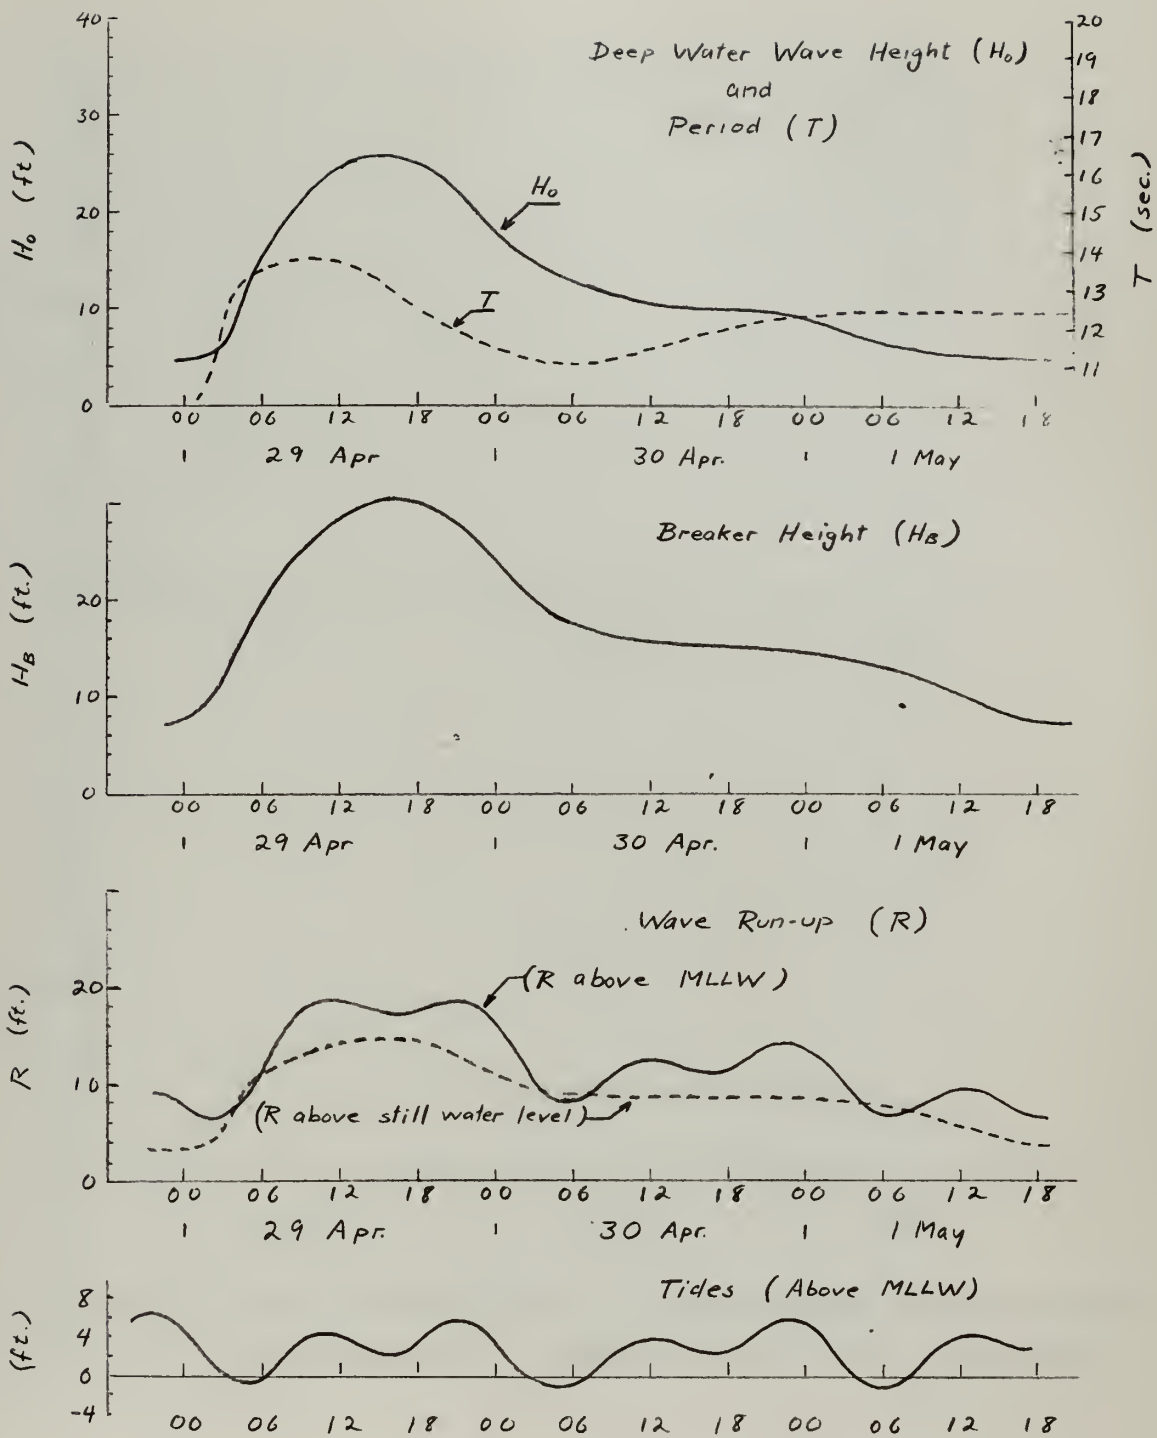 Deep Water Wave Height (H₀)
and
Period (T)
H₀ (ft)
40
30
20
10
0
20
19
18
17
16
15
14
13
12
11
T (sec.)
H₀
T
00 06 12 18 00 06 12 18 00 06 12 18
29 Apr 30 Apr. 1 May
Breaker Height (HB)
HB (ft.)
20
10
0
00 06 12 18 00 06 12 18 00 06 12 18
29 Apr 30 Apr. 1 May
Wave Run-up (R)
(R above MLLW)
R (ft.)
20
10
0
(R above still water level)
00 06 12 18 00 06 12 18 00 06 12 18
29 Apr. 30 Apr. 1 May
Tides (Above MLLW)
(ft.)
8
4
0
-4
00 06 12 18 00 06 12 18 00 06 12 18